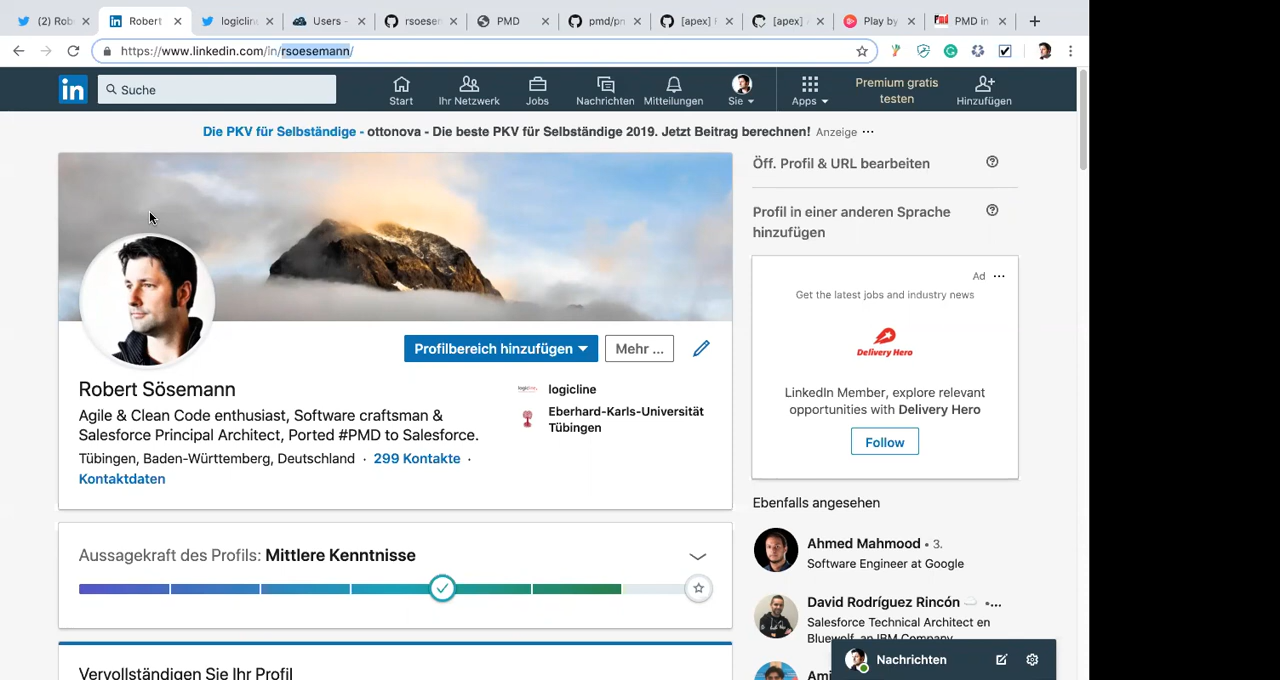 (2) Rob
Robert
logiclin
Users -
rsoesem
PMD
pmd/pm
[apex]
[apex]
Play by
PMD in
https://www.linkedin.com/in/rsoesemann/
in
Suche
Start
Ihr Netzwerk
Jobs
Nachrichten
Mitteilungen
Sie
Apps
Premium gratis
testen
Hinzufügen
Die PKV für Selbständige - ottonova - Die beste PKV für Selbständige 2019. Jetzt Beitrag berechnen! Anzeige ···
Profilbereich hinzufügen
Mehr ...
Robert Sösemann
Agile & Clean Code enthusiast, Software craftsman &
Salesforce Principal Architect, Ported #PMD to Salesforce.
Tübingen, Baden-Württemberg, Deutschland · 299 Kontakte ·
Kontaktdaten
logicline
Eberhard-Karls-Universität
Tübingen
Aussagekraft des Profils: Mittlere Kenntnisse
Vervollständigen Sie Ihr Profil
Öff. Profil & URL bearbeiten
Profil in einer anderen Sprache
hinzufügen
Ad ···
Get the latest jobs and industry news
Delivery Hero
LinkedIn Member, explore relevant
opportunities with Delivery Hero
Follow
Ebenfalls angesehen
Ahmed Mahmood • 3.
Software Engineer at Google
David Rodríguez Rincón •...
Salesforce Technical Architect en
Bluewolf, an IBM Company
Nachrichten